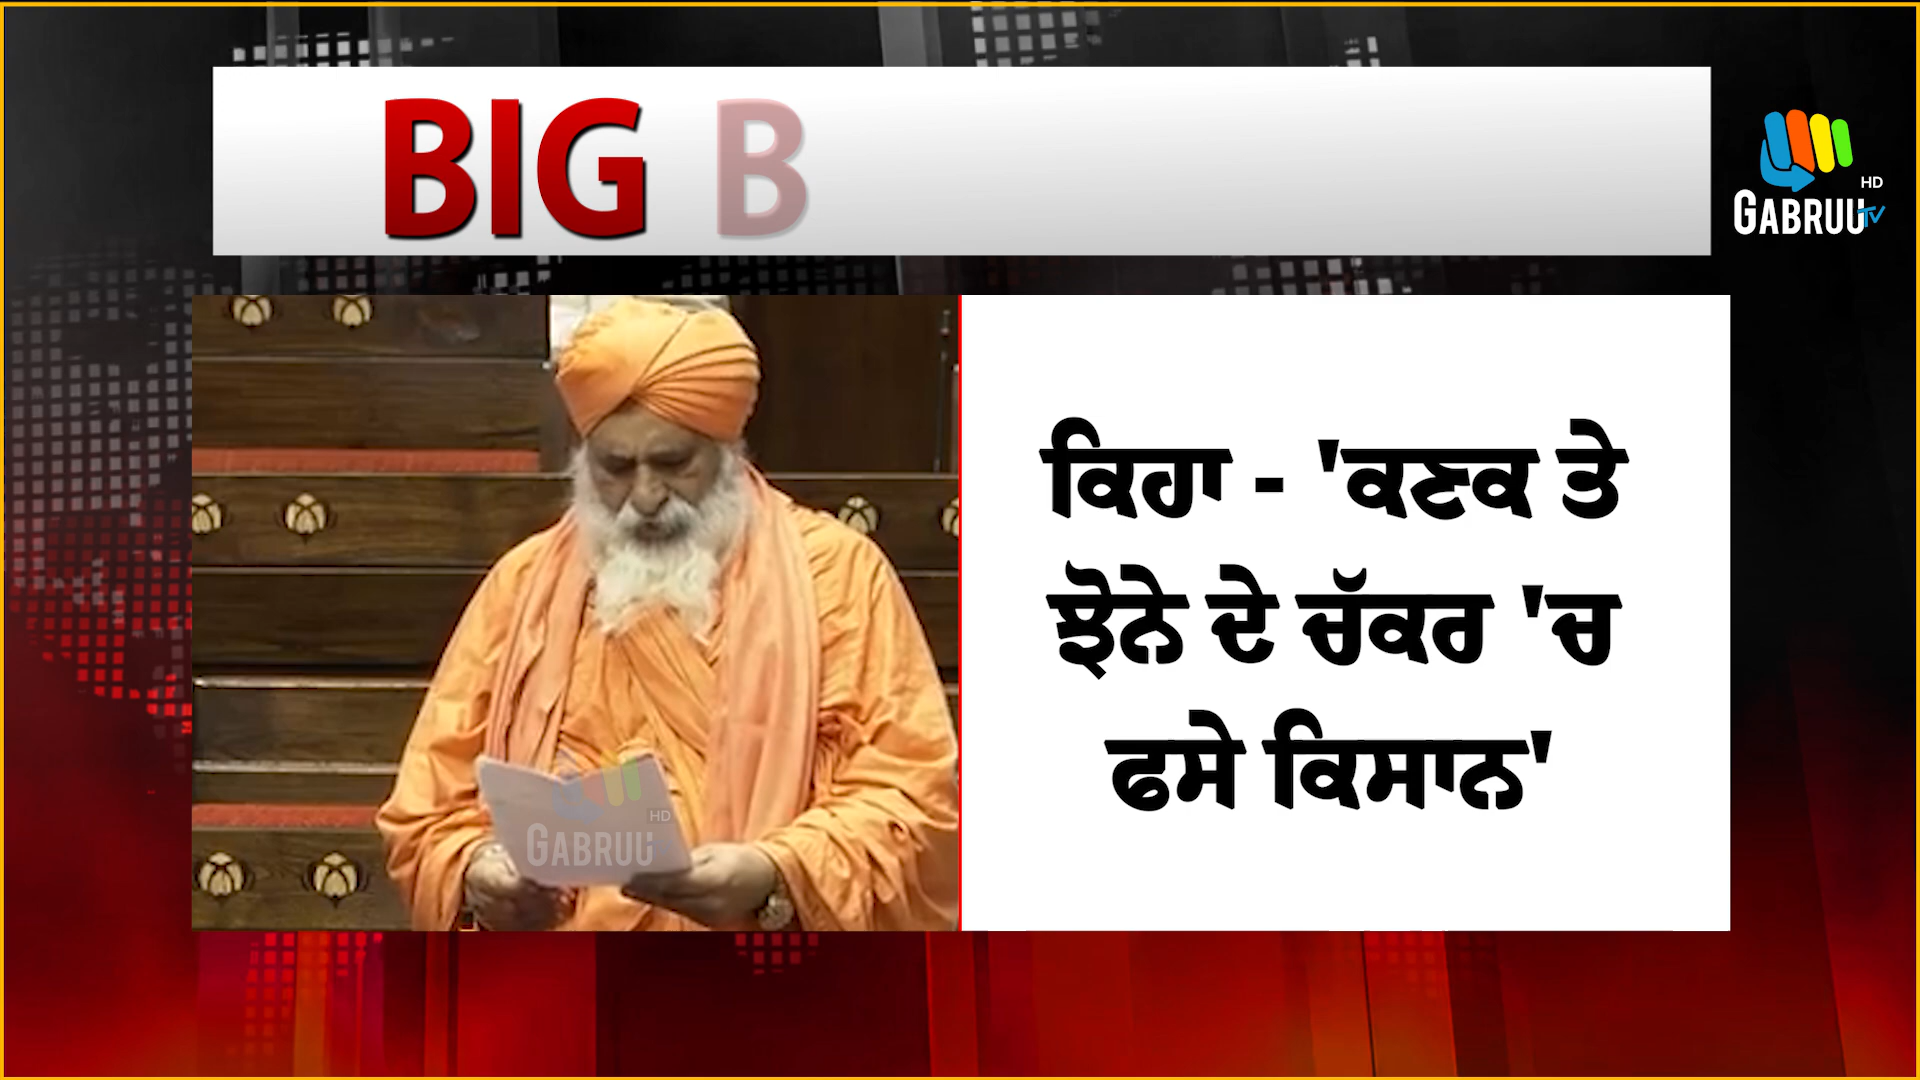 BIG B
HD
GABRUU
TV
ਕਿਹਾ - 'ਕਣਕ ਤੇ
ਝੋਨੇ ਦੇ ਚੱਕਰ 'ਚ
ਫਸੇ ਕਿਸਾਨ'
HD
GABRUU